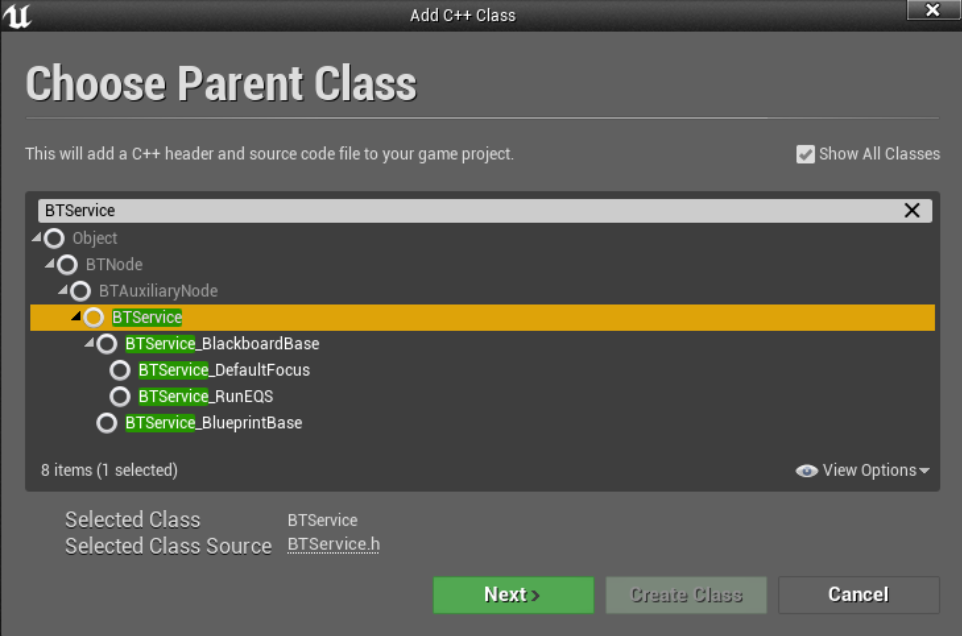 Add C++ Class
Choose Parent Class
This will add a C++ header and source code file to your game project.
Show All Classes
BTService
Object
BTNode
BTAuxiliaryNode
BTService
BTService_BlackboardBase
BTService_DefaultFocus
BTService_RunEQS
BTService_BlueprintBase
8 items (1 selected)
View Options
Selected Class BTService
Selected Class Source BTService.h
Next
Create Class
Cancel